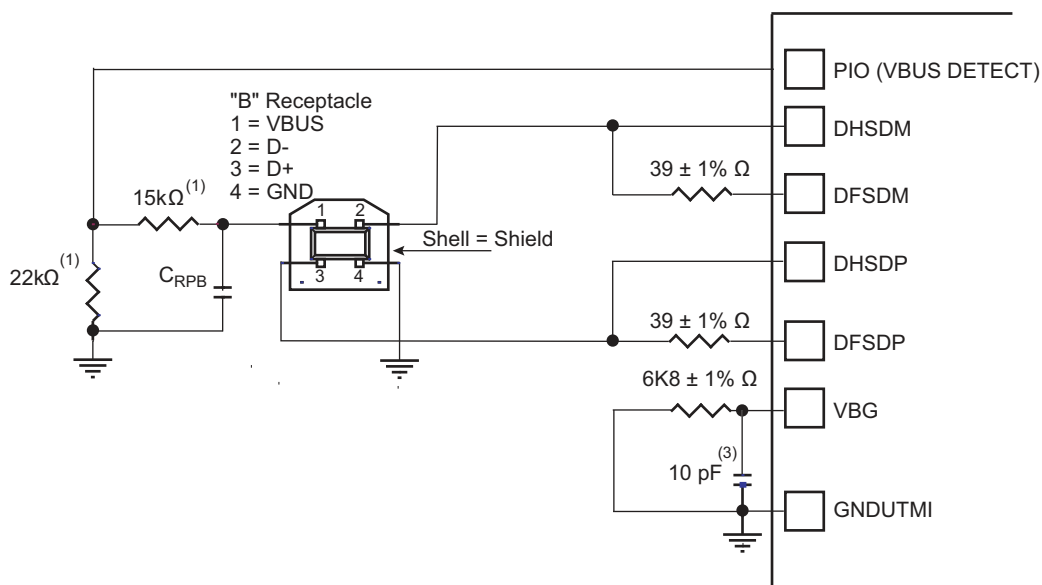 PIO (VBUS DETECT)
"B" Receptacle
1 = VBUS
2 = D-
3 = D+
4 = GND
DHSDM
39 ± 1% Ω
DFSDM
15kΩ(1)
1 2
Shell = Shield
3 4
DHSDP
22kΩ(1)
CRPB
39 ± 1% Ω
DFSDP
6K8 ± 1% Ω
VBG
10 pF(3)
GNDUTMI